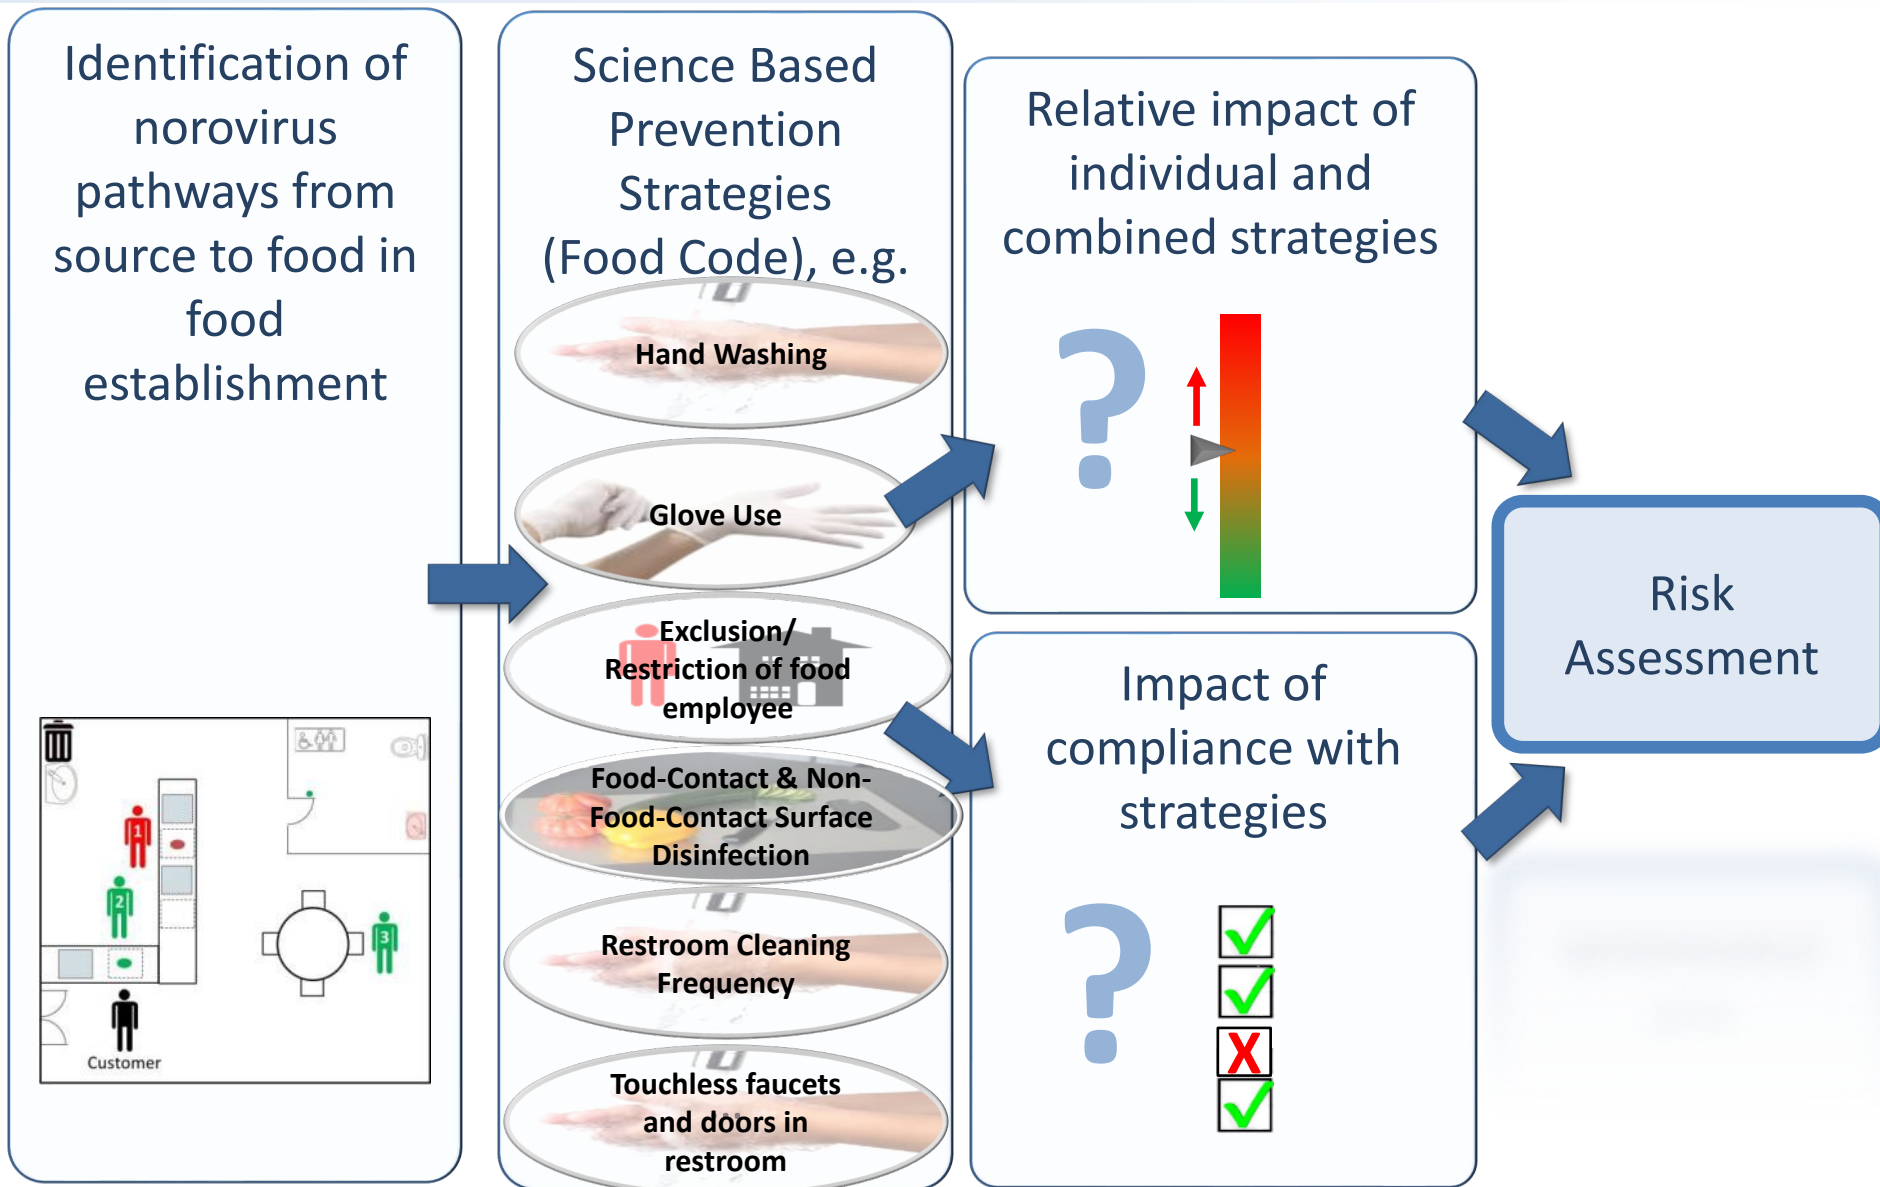 Identification of
norovirus
pathways from
source to food in
food
establishment
1
2
3
Customer
Science Based
Prevention
Strategies
(Food Code), e.g.
Hand Washing
Glove Use
Exclusion/
Restriction of food
employee
Food-Contact & Non-
Food-Contact Surface
Disinfection
Restroom Cleaning
Frequency
Touchless faucets
and doors in
restroom
Relative impact of
individual and
combined strategies
?
Impact of
compliance with
strategies
?
X
Risk
Assessment